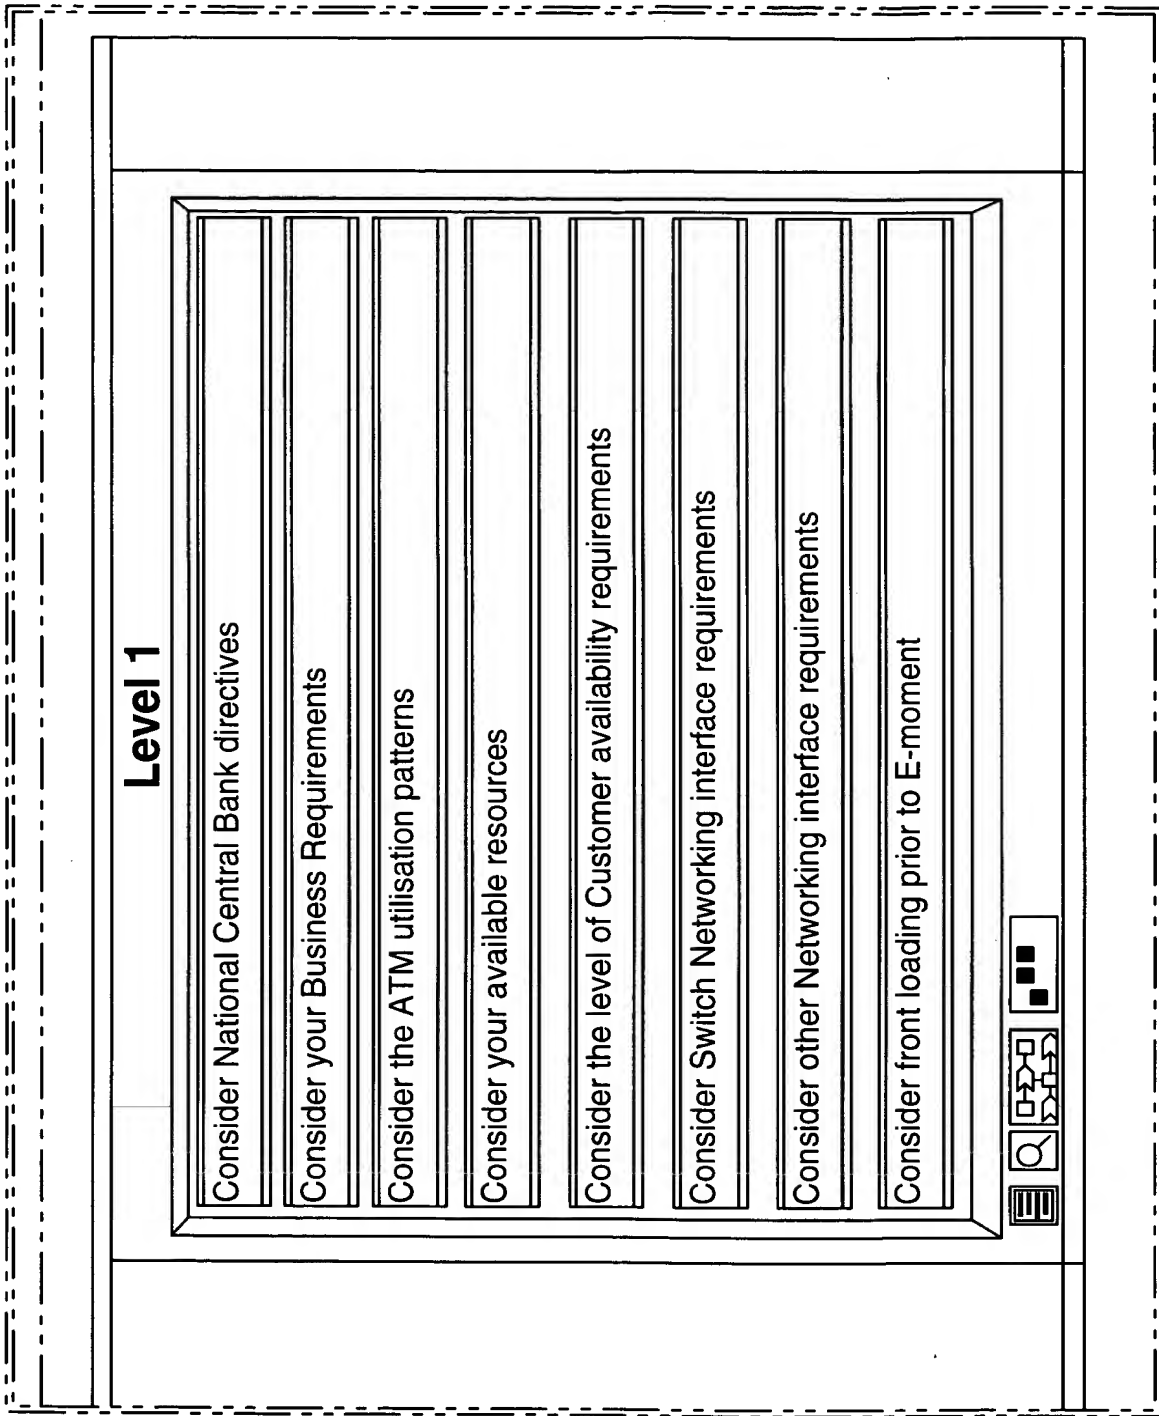 Level 1
Consider National Central Bank directives
Consider your Business Requirements
Consider the ATM utilisation patterns
Consider your available resources
Consider the level of Customer availability requirements
Consider Switch Networking interface requirements
Consider other Networking interface requirements
Consider front loading prior to E-moment